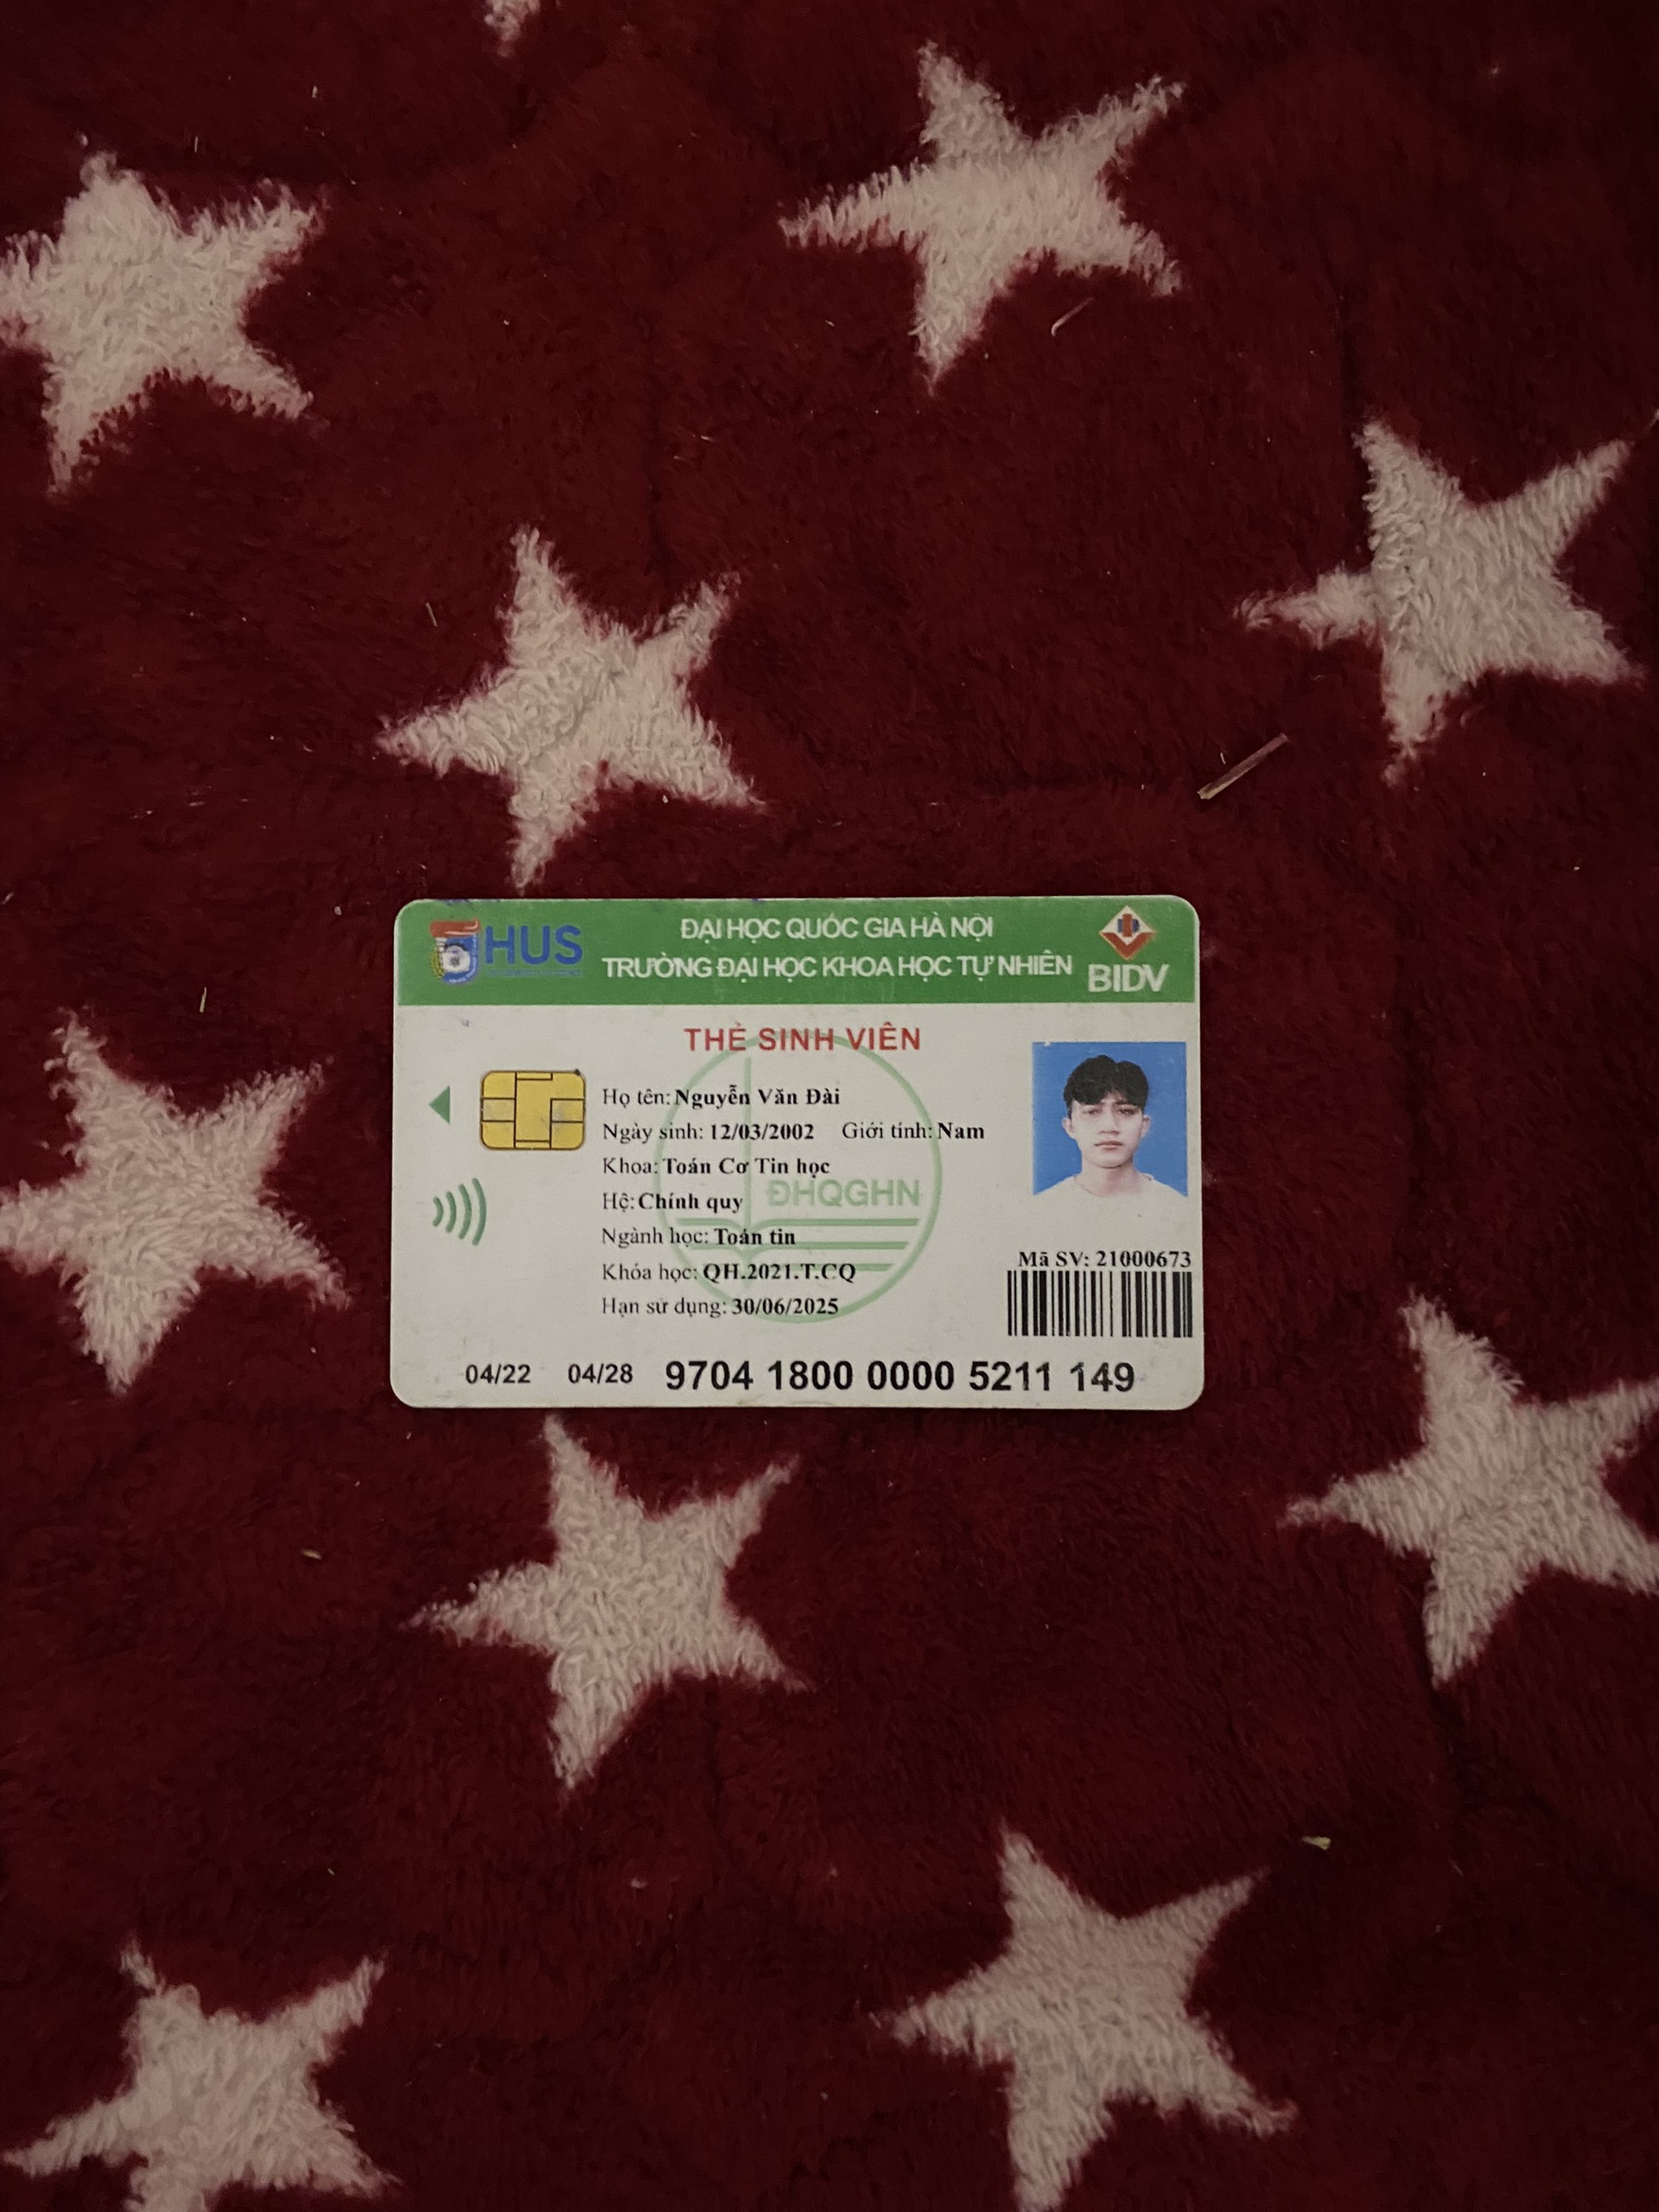 HUS
ĐẠI HỌC QUỐC GIA HÀ NỘI
TRƯỜNG ĐẠI HỌC KHOA HỌC TỰ NHIÊN
BIDV
THẺ SINH VIÊN
Họ tên: Nguyễn Văn Đài
Ngày sinh: 12/03/2002 Giới tính: Nam
Khoa: Toán Cơ Tin học
ĐHQGHN
Hệ: Chính quy
Ngành học: Toán tin
Khóa học: QH.2021.T.CQ
Hạn sử dụng: 30/06/2025
Mã SV: 21000673
04/22 04/28 9704 1800 0000 5211 149